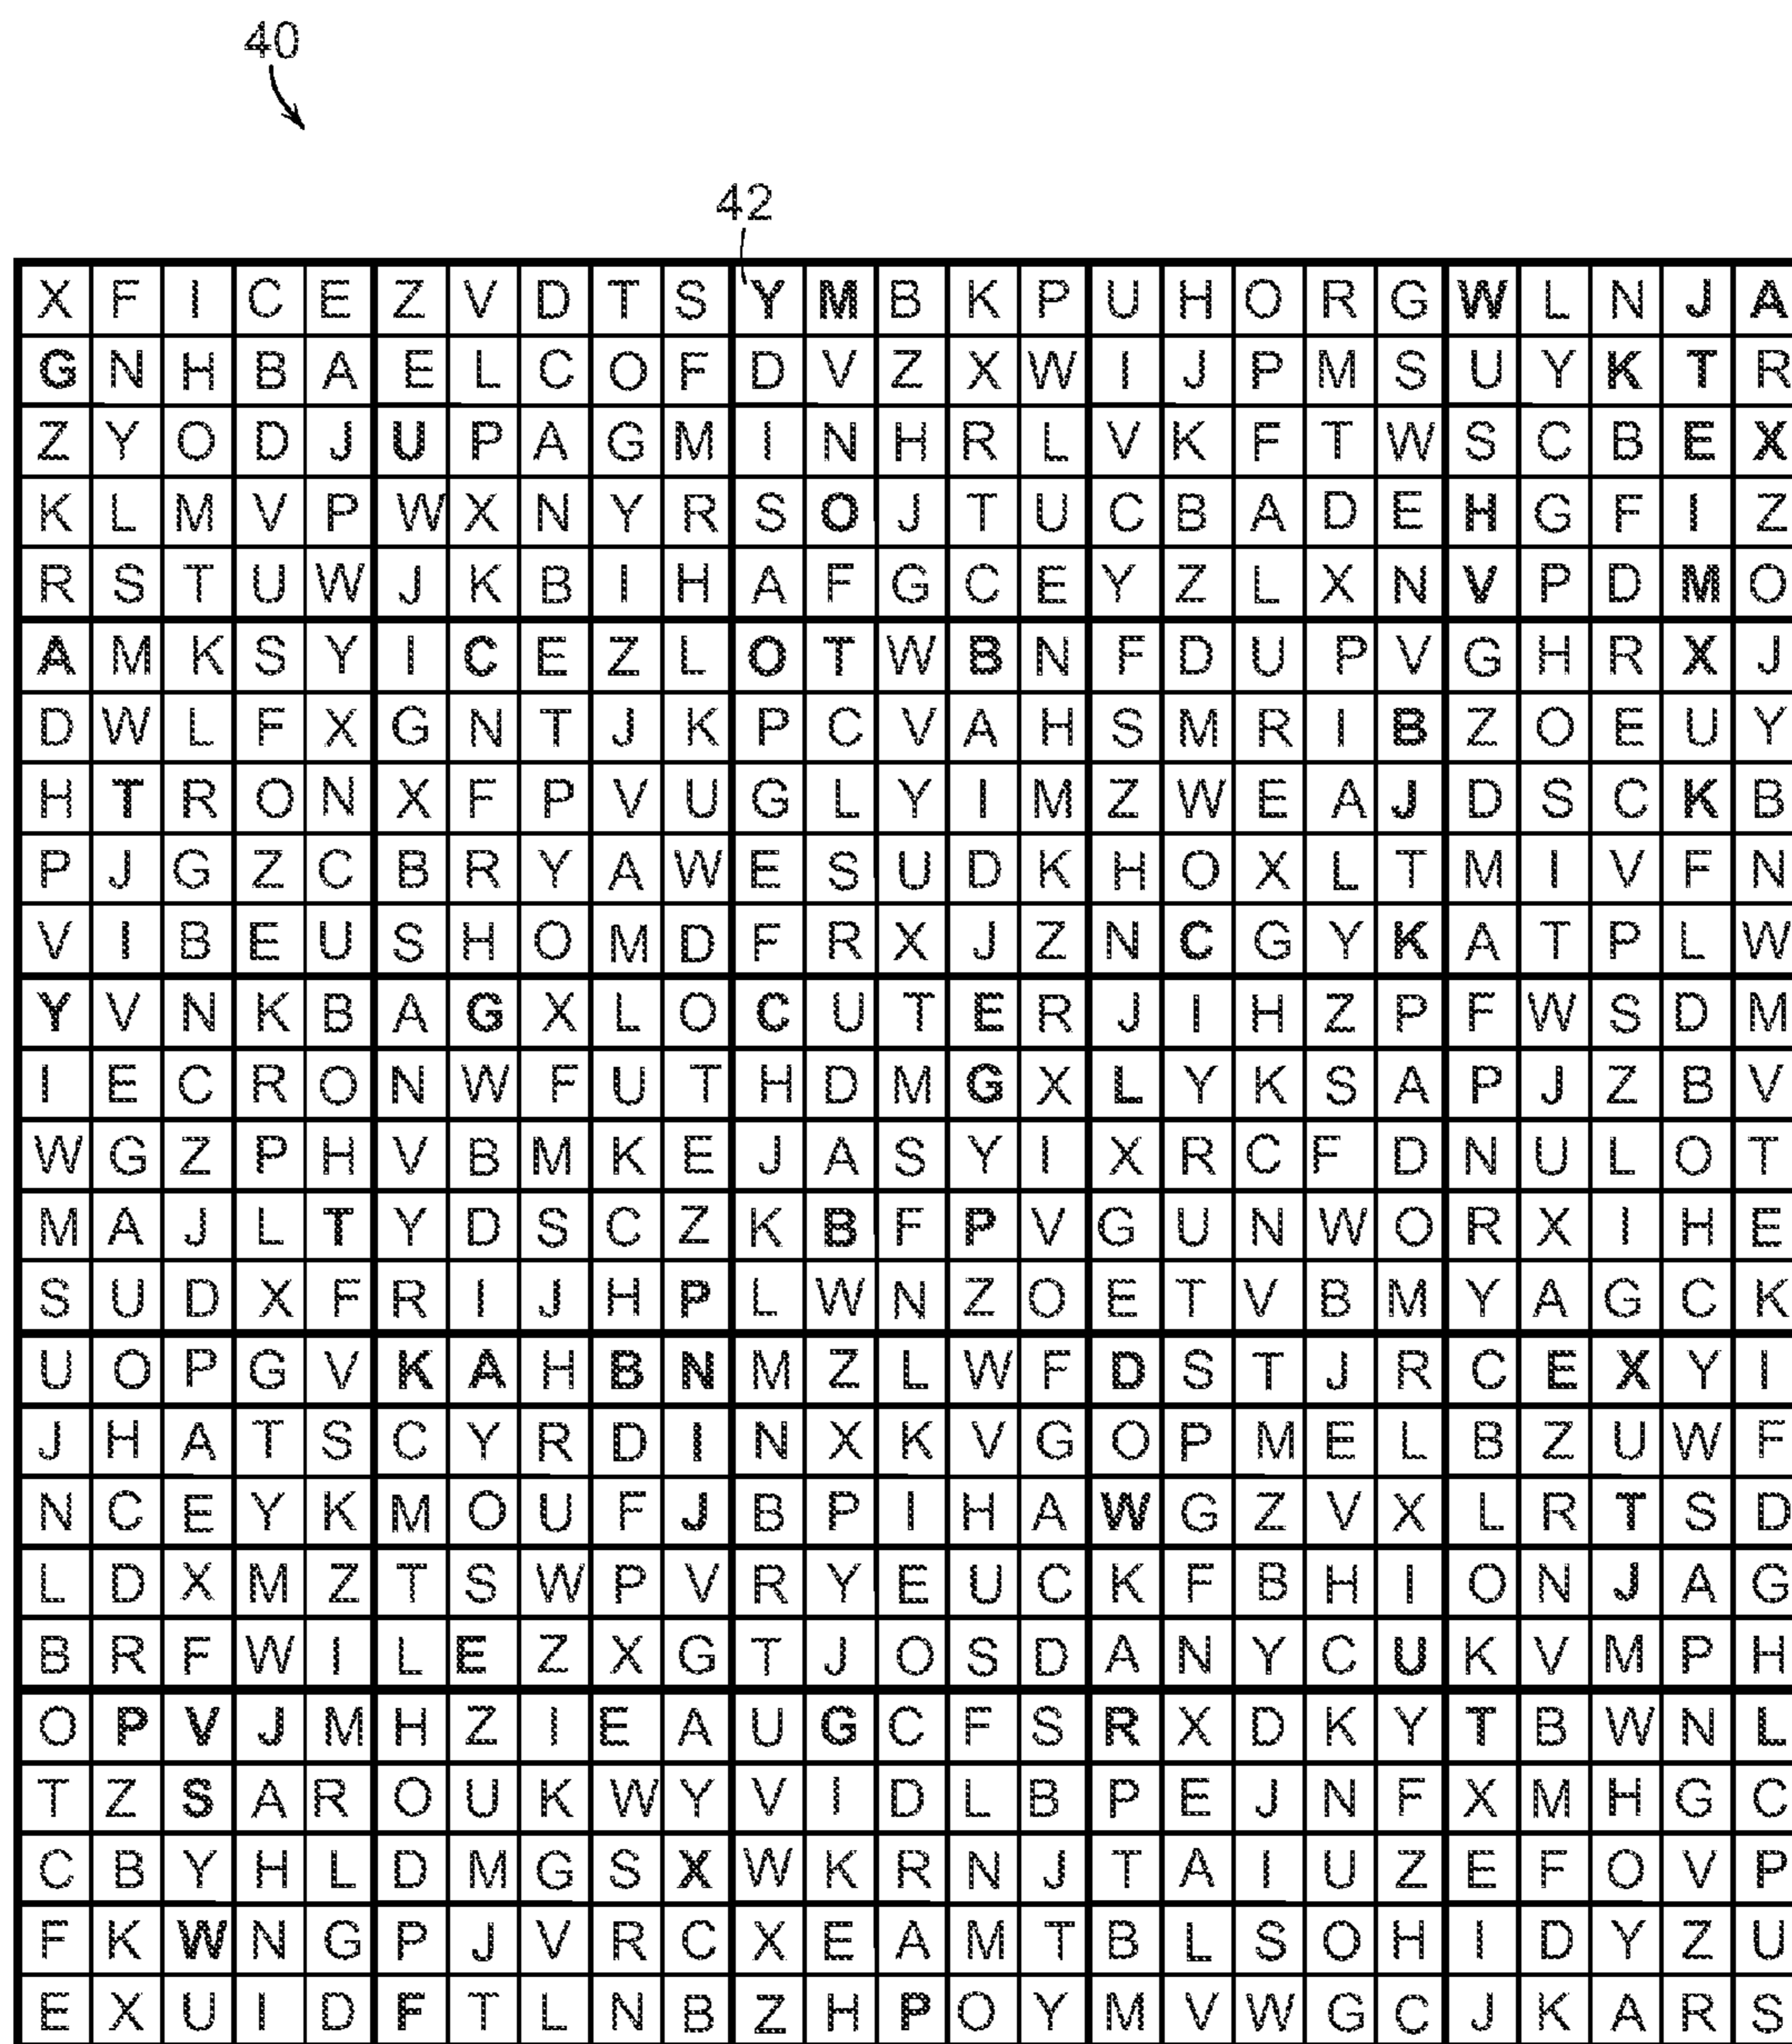 40
42
X F I C E Z V D T S Y M B K P U H O R G W L N J A
G N H B A E L C O F D V Z X W I J P M S U Y K T R
Z Y O D J U P A G M I N H R L V K F T W S C B E X
K L M V P W X N Y R S O J T U C B A D E H G F I Z
R S T U W J K B I H A F G C E Y Z L X N V P D M O
A M K S Y I C E Z L O T W B N F D U P V G H R X J
D W L F X G N T J K P C V A H S M R I B Z O E U Y
H T R O N X F P V U G L Y I M Z W E A J D S C K B
P J G Z C B R Y A W E S U D K H O X L T M I V F N
V I B E U S H O M D F R X J Z N C G Y K A T P L W
Y V N K B A G X L O C U T E R J I H Z P F W S D M
I E C R O N W F U T H D M G X L Y K S A P J Z B V
W G Z P H V B M K E J A S Y I X R C F D N U L O T
M A J L T Y D S C Z K B F P V G U N W O R X I H E
S U D X F R I J H P L W N Z O E T V B M Y A G C K
U O P G V K A H B N M Z L W F D S T J R C E X Y I
J H A T S C Y R D I N X K V G O P M E L B Z U W F
N C E Y K M O U F J B P I H A W G Z V X L R T S D
L D X M Z T S W P V R Y E U C K F B H I O N J A G
B R F W I L E Z X G T J O S D A N Y C U K V M P H
O P V J M H Z I E A U G C F S R X D K Y T B W N L
T Z S A R O U K W Y V I D L B P E J N F X M H G C
C B Y H L D M G S X W K R N J T A I U Z E F O V P
F K W N G P J V R C X E A M T B L S O H I D Y Z U
E X U I D F T L N B Z H P O Y M V W G C J K A R S